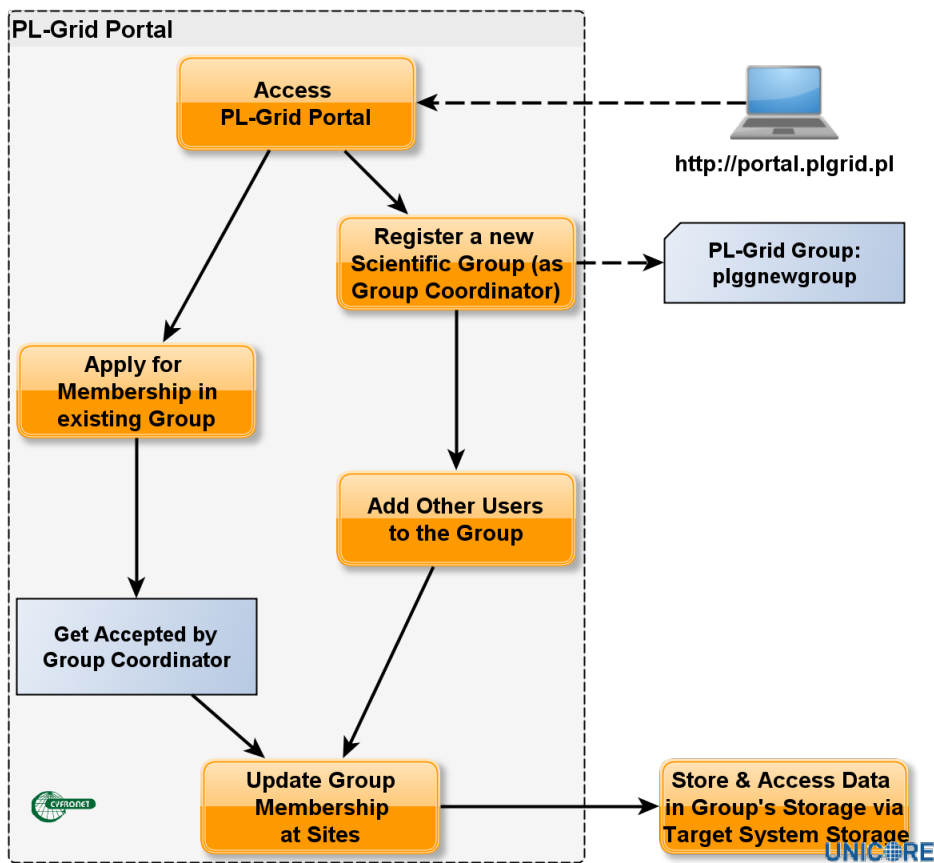 PL-Grid Portal
Access
PL-Grid Portal
http://portal.plgrid.pl
Register a new
Scientific Group (as
Group Coordinator)
PL-Grid Group:
plggnewgroup
Apply for
Membership in
existing Group
Add Other Users
to the Group
Get Accepted by
Group Coordinator
Update Group
Membership
at Sites
Store & Access Data
in Group's Storage via
Target System Storage
CYFRONET
UNICORE